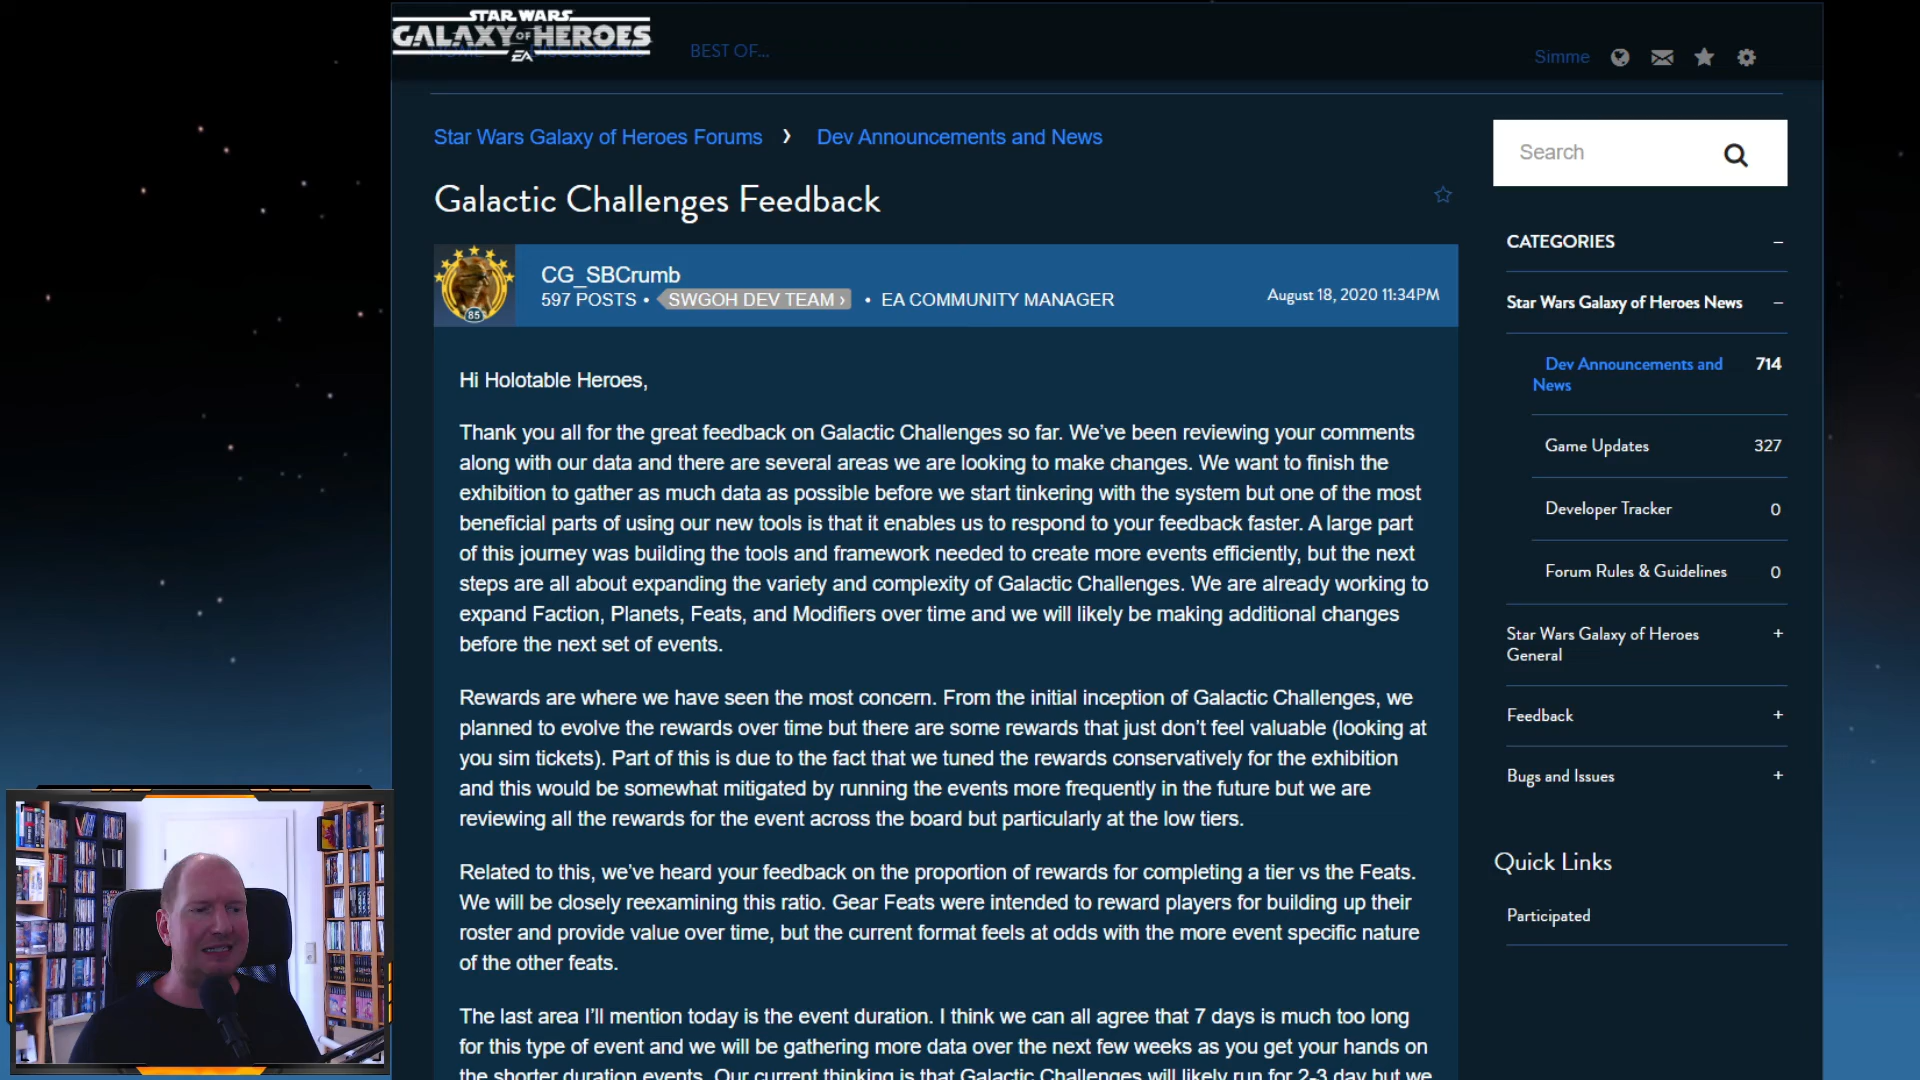 STAR WARS
GALAXY OF HEROES
EA
BEST OF...
Simme
Star Wars Galaxy of Heroes Forums › Dev Announcements and News
Search
Galactic Challenges Feedback
CG_SBCrumb
597 POSTS • SWGOH DEV TEAM › • EA COMMUNITY MANAGER
August 18, 2020 11:34PM
85
Hi Holotable Heroes,
Thank you all for the great feedback on Galactic Challenges so far. We’ve been reviewing your comments
along with our data and there are several areas we are looking to make changes. We want to finish the
exhibition to gather as much data as possible before we start tinkering with the system but one of the most
beneficial parts of using our new tools is that it enables us to respond to your feedback faster. A large part
of this journey was building the tools and framework needed to create more events efficiently, but the next
steps are all about expanding the variety and complexity of Galactic Challenges. We are already working to
expand Faction, Planets, Feats, and Modifiers over time and we will likely be making additional changes
before the next set of events.
Rewards are where we have seen the most concern. From the initial inception of Galactic Challenges, we
planned to evolve the rewards over time but there are some rewards that just don’t feel valuable (looking at
you sim tickets). Part of this is due to the fact that we tuned the rewards conservatively for the exhibition
and this would be somewhat mitigated by running the events more frequently in the future but we are
reviewing all the rewards for the event across the board but particularly at the low tiers.
Related to this, we’ve heard your feedback on the proportion of rewards for completing a tier vs the Feats.
We will be closely reexamining this ratio. Gear Feats were intended to reward players for building up their
roster and provide value over time, but the current format feels at odds with the more event specific nature
of the other feats.
The last area I’ll mention today is the event duration. I think we can all agree that 7 days is much too long
for this type of event and we will be gathering more data over the next few weeks as you get your hands on
the shorter duration events. Our current thinking is that Galactic Challenges will likely run for 2-3 day but we
CATEGORIES –
Star Wars Galaxy of Heroes News –
Dev Announcements and 714
News
Game Updates 327
Developer Tracker 0
Forum Rules & Guidelines 0
Star Wars Galaxy of Heroes +
General
Feedback +
Bugs and Issues +
Quick Links
Participated